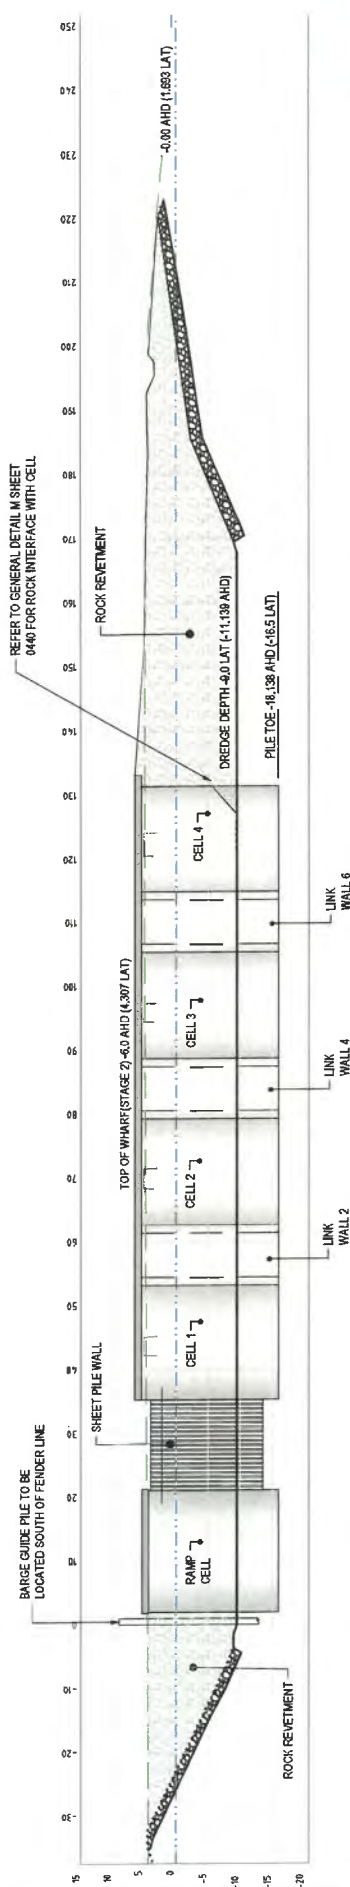 -30
-20
-10
0
10
20
30
40
50
60
70
80
90
100
110
120
130
140
150
160
170
180
190
200
210
220
230
240
250
15
10
5
0
-5
-10
-15
-20
BARGE GUIDE PILE TO BE
LOCATED SOUTH OF FENDER LINE
SHEET PILE WALL
TOP OF WHARF(STAGE 2) -6,0 AHD (4,307 LAT)
REFER TO GENERAL DETAIL M SHEET
0440 FOR ROCK INTERFACE WITH CELL
ROCK REVETMENT
-0.00 AHD (1.693 LAT)
RAMP
CELL
CELL 1
CELL 2
CELL 3
CELL 4
DREDGE DEPTH -9,0 LAT (-11,139 AHD)
PILE TOE -18,138 AHD (-16.5 LAT)
ROCK REVETMENT
LINK
WALL 2
LINK
WALL 4
LINK
WALL 6